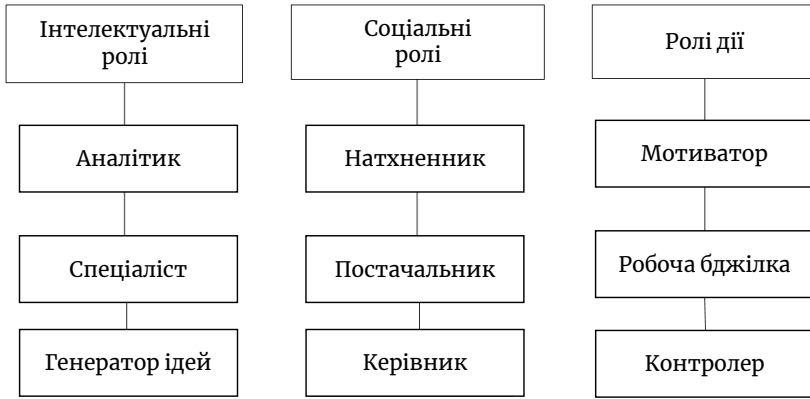 Інтелектуальні
ролі
Аналітик
Спеціаліст
Генератор ідей
Соціальні
ролі
Натхненник
Постачальник
Керівник
Ролі дії
Мотиватор
Робоча бджілка
Контролер